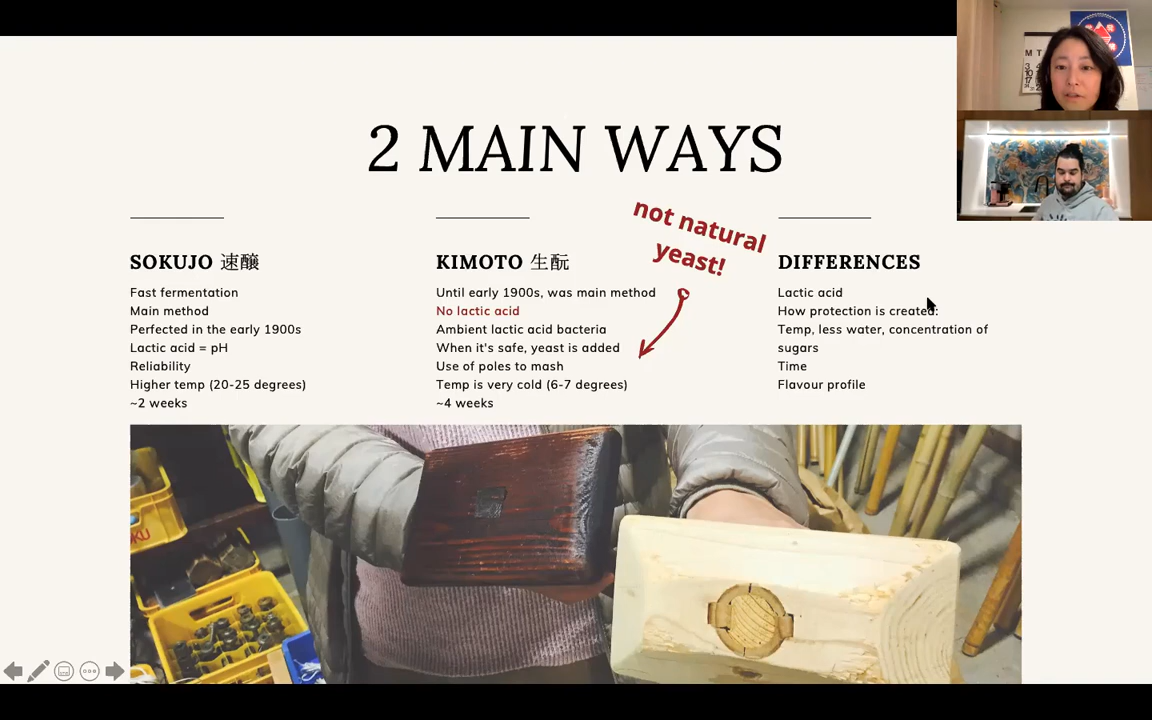 2 MAIN WAYS
not natural
yeast!
SOKUJO 速醸
Fast fermentation
Main method
Perfected in the early 1900s
Lactic acid = pH
Reliability
Higher temp (20-25 degrees)
~2 weeks
KIMOTO 生酛
Until early 1900s, was main method
No lactic acid
Ambient lactic acid bacteria
When it's safe, yeast is added
Use of poles to mash
Temp is very cold (6-7 degrees)
~4 weeks
DIFFERENCES
Lactic acid
How protection is created:
Temp, less water, concentration of
sugars
Time
Flavour profile
M T